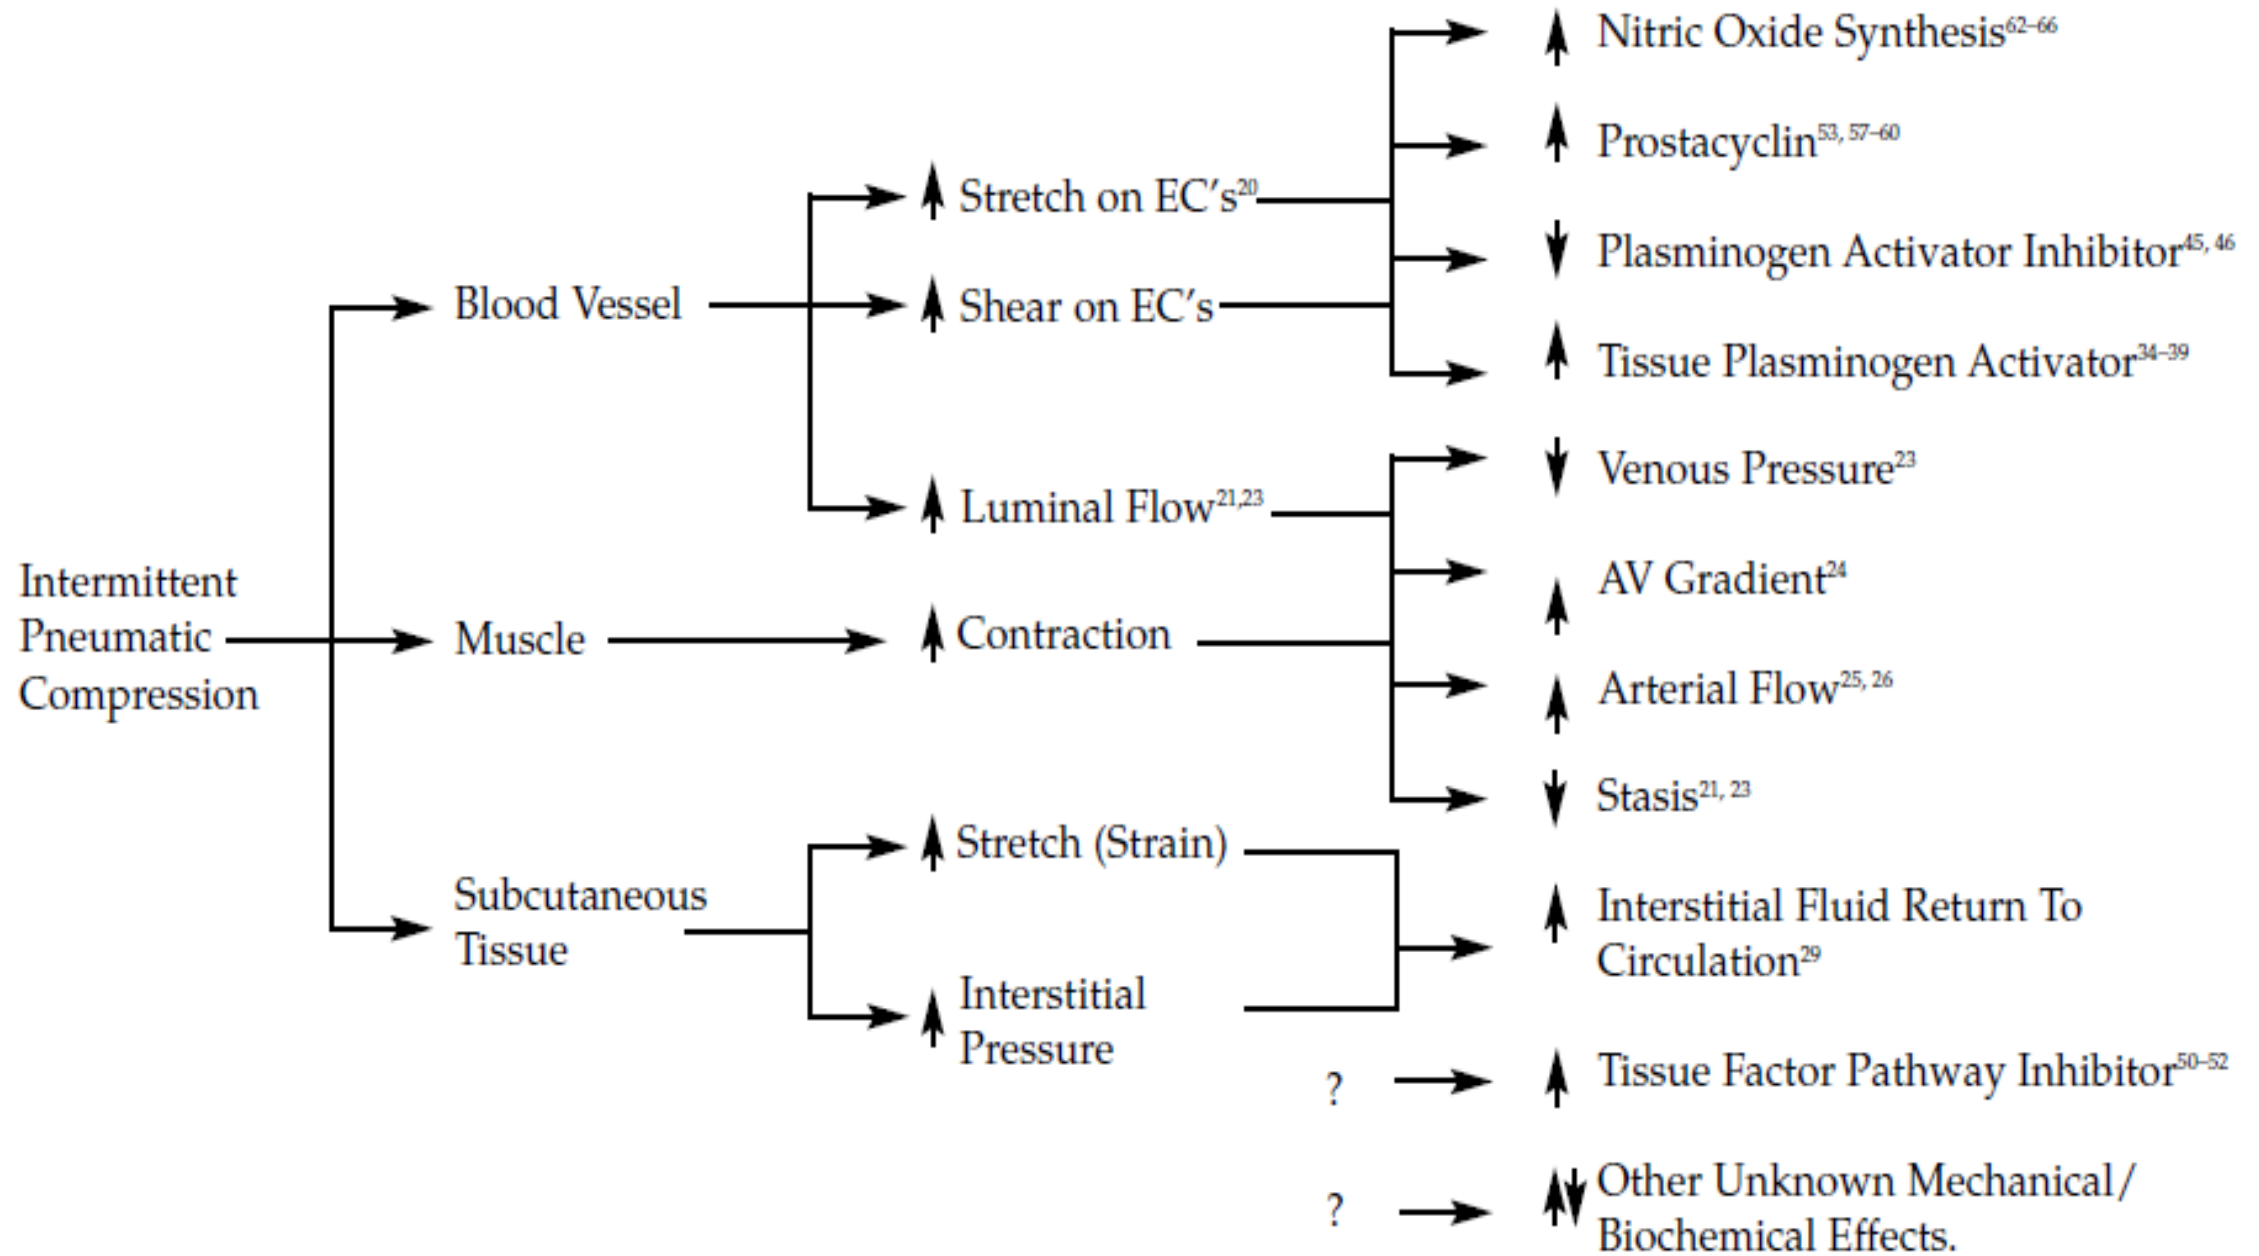 Intermittent
Pneumatic
Compression
Blood Vessel
Muscle
Subcutaneous
Tissue
Stretch on EC's20
Shear on EC's
Luminal Flow21,23
Contraction
Stretch (Strain)
Interstitial
Pressure
Nitric Oxide Synthesis62–66
Prostacyclin53, 57–60
Plasminogen Activator Inhibitor45, 46
Tissue Plasminogen Activator34–39
Venous Pressure23
AV Gradient24
Arterial Flow25, 26
Stasis21, 23
Interstitial Fluid Return To
Circulation29
? Tissue Factor Pathway Inhibitor50–52
? Other Unknown Mechanical/
Biochemical Effects.